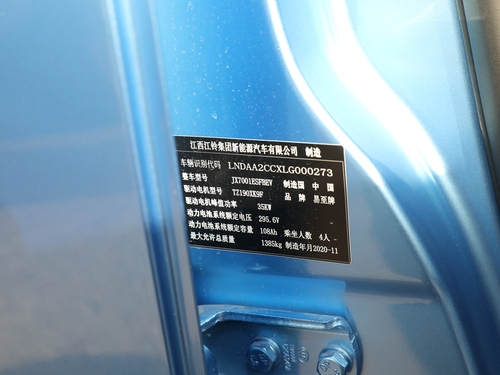 江西江铃集团新能源汽车有限公司 制造
车辆识别代码 LNDAA2CCXLG000273
整车型号 JX7001ESFBEV 制造国 中国
驱动电机型号 TZ190XK9F 品牌 易至牌
驱动电机峰值功率 35KW
动力电池系统额定电压 295.6V
动力电池系统额定容量 108Ah 乘坐人数 4人
最大允许总质量 1385kg 制造年月2020-11